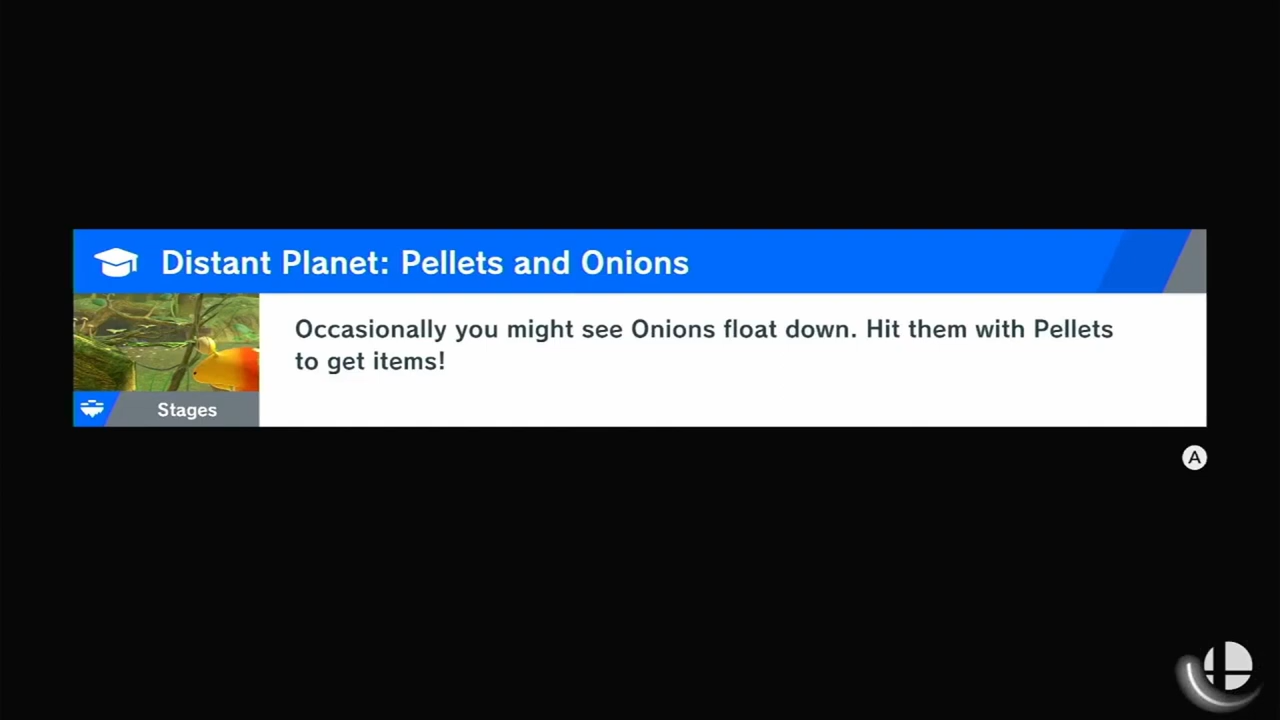 Distant Planet: Pellets and Onions
Occasionally you might see Onions float down. Hit them with Pellets
to get items!
Stages
A